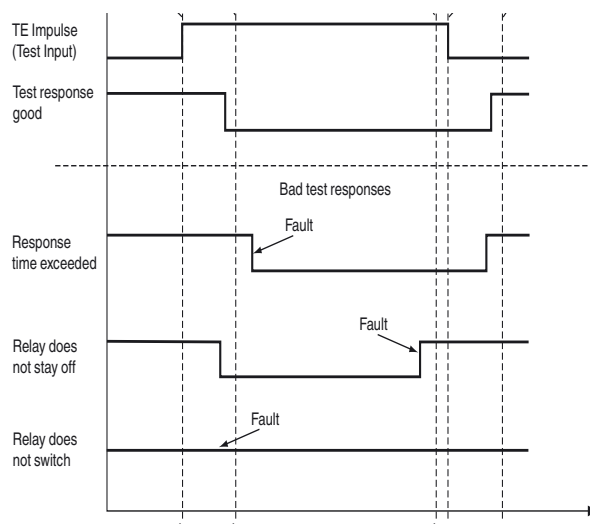 TE Impulse
(Test Input)
Test response
good
Bad test responses
Fault
Response
time exceeded
Fault
Relay does
not stay off
Fault
Relay does
not switch